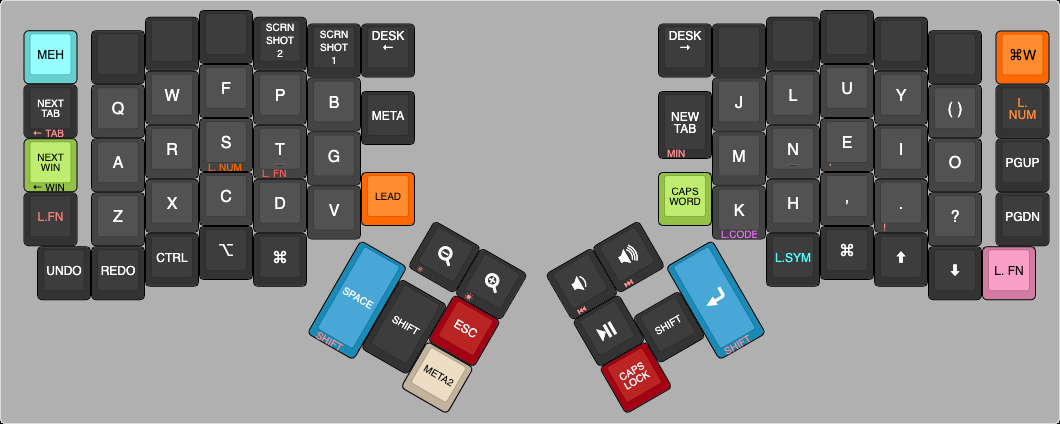 MEH
SCRN
SHOT
2
SCRN
SHOT
1
DESK
←
NEXT
TAB
← TAB
Q
W
F
P
B
META
NEXT
WIN
← WIN
A
R
S
L. NUM
T
L. FN
G
L.FN
Z
X
C
D
V
LEAD
UNDO
REDO
CTRL
⌥
⌘
SPACE
SHIFT
SHIFT
ESC
META2
DESK
→
⌘W
NEW
TAB
MIN
J
L
U
Y
( )
L.
NUM
M
N
E
'
I
O
PGUP
CAPS
WORD
K
L.CODE
H
,
.
!
?
PGDN
L.SYM
⌘
⬆
⬇
L. FN
SHIFT
SHIFT
CAPS
LOCK